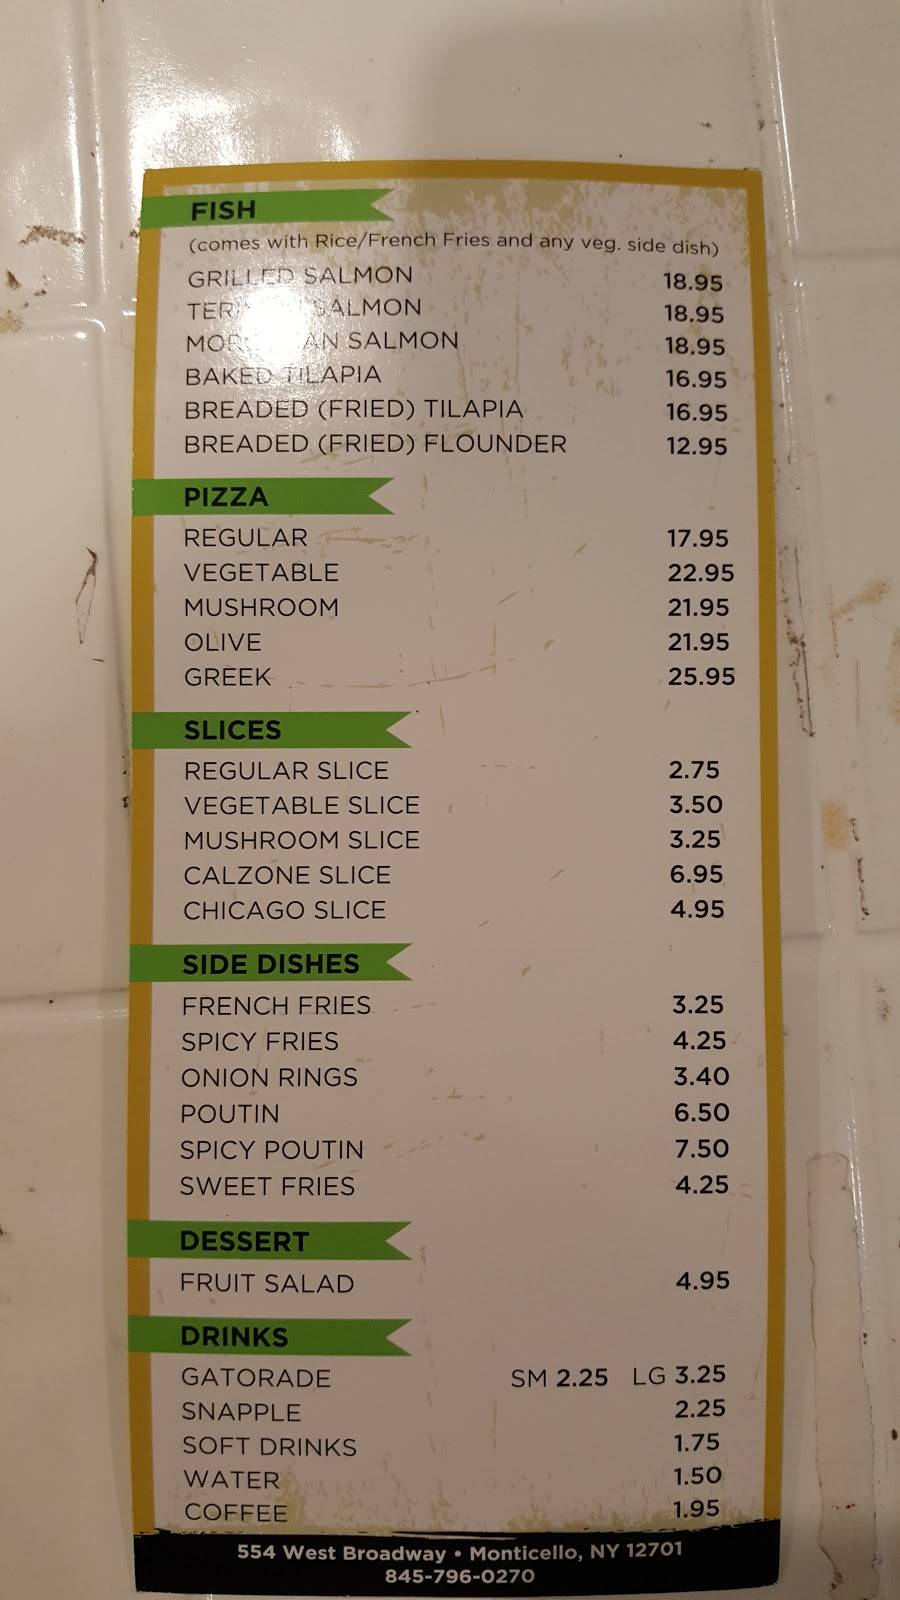 FISH
(comes with Rice/French Fries and any veg. side dish)
GRILLED SALMON 18.95
SALMON 18.95
SALMON 18.95
BAKED TILAPIA 16.95
BREADED (FRIED) TILAPIA 16.95
BREADED (FRIED) FLOUNDER 12.95
PIZZA
REGULAR 17.95
VEGETABLE 22.95
MUSHROOM 21.95
OLIVE 21.95
GREEK 25.95
SLICES
REGULAR SLICE 2.75
VEGETABLE SLICE 3.50
MUSHROOM SLICE 3.25
CALZONE SLICE 6.95
CHICAGO SLICE 4.95
SIDE DISHES
FRENCH FRIES 3.25
SPICY FRIES 4.25
ONION RINGS 3.40
POUTIN 6.50
SPICY POUTIN 7.50
SWEET FRIES 4.25
DESSERT
FRUIT SALAD 4.95
DRINKS
GATORADE SM 2.25 LG 3.25
SNAPPLE 2.25
SOFT DRINKS 1.75
WATER 1.50
COFFEE 1.95
554 West Broadway • Monticello, NY 12701
845-796-0270